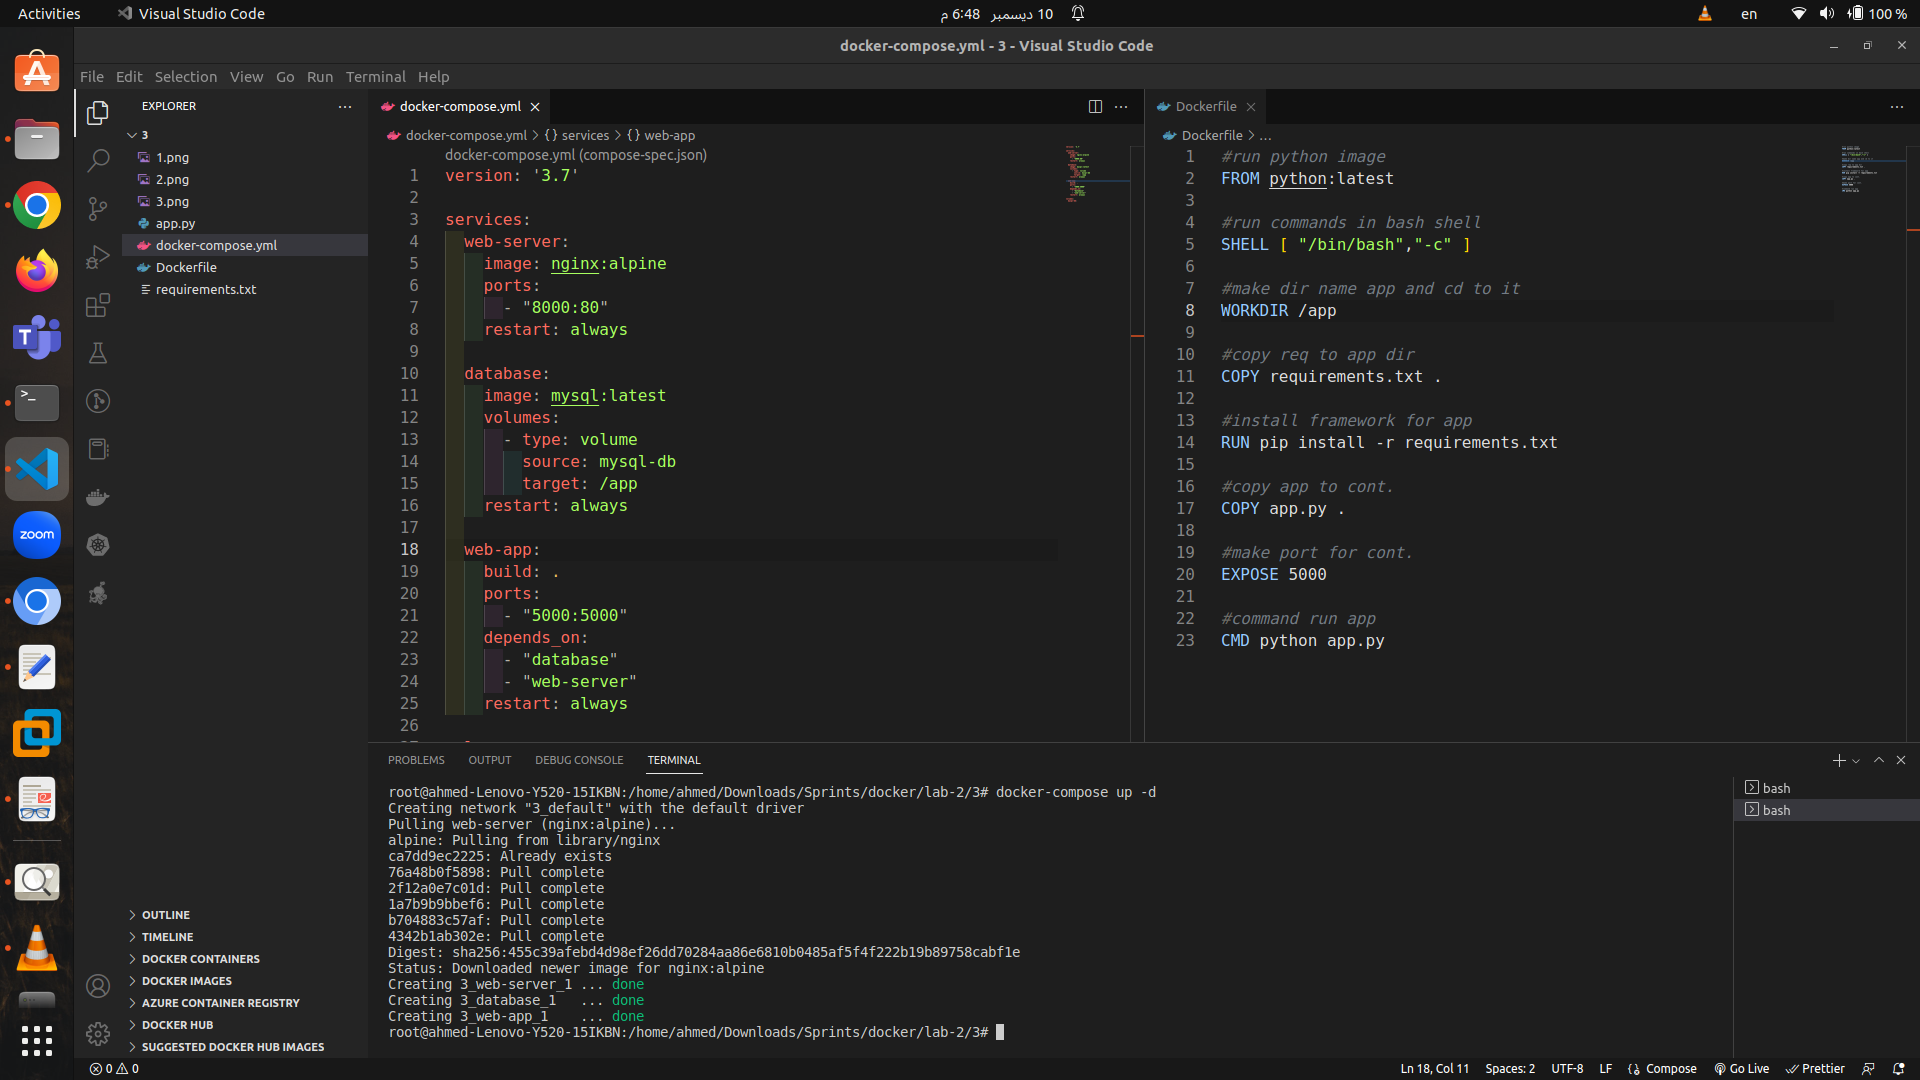 Activities
Visual Studio Code
10 ديسمبر 6:48 م
en
100 %
docker-compose.yml - 3 - Visual Studio Code
File Edit Selection View Go Run Terminal Help
EXPLORER
3
1.png
2.png
3.png
app.py
docker-compose.yml
Dockerfile
requirements.txt
OUTLINE
TIMELINE
DOCKER CONTAINERS
DOCKER IMAGES
AZURE CONTAINER REGISTRY
DOCKER HUB
SUGGESTED DOCKER HUB IMAGES
zoom
docker-compose.yml
docker-compose.yml > {} services > {} web-app
docker-compose.yml (compose-spec.json)
1 version: '3.7'
2
3 services:
4   web-server:
5     image: nginx:alpine
6     ports:
7       - "8000:80"
8     restart: always
9
10   database:
11     image: mysql:latest
12     volumes:
13       - type: volume
14         source: mysql-db
15         target: /app
16     restart: always
17
18   web-app:
19     build: .
20     ports:
21       - "5000:5000"
22     depends_on:
23       - "database"
24       - "web-server"
25     restart: always
26
Dockerfile
Dockerfile > ...
1 #run python image
2 FROM python:latest
3
4 #run commands in bash shell
5 SHELL [ "/bin/bash","-c" ]
6
7 #make dir name app and cd to it
8 WORKDIR /app
9
10 #copy req to app dir
11 COPY requirements.txt .
12
13 #install framework for app
14 RUN pip install -r requirements.txt
15
16 #copy app to cont.
17 COPY app.py .
18
19 #make port for cont.
20 EXPOSE 5000
21
22 #command run app
23 CMD python app.py
PROBLEMS OUTPUT DEBUG CONSOLE TERMINAL
root@ahmed-Lenovo-Y520-15IKBN:/home/ahmed/Downloads/Sprints/docker/lab-2/3# docker-compose up -d
Creating network "3_default" with the default driver
Pulling web-server (nginx:alpine)...
alpine: Pulling from library/nginx
ca7dd9ec2225: Already exists
76a48b0f5898: Pull complete
2f12a0e7c01d: Pull complete
1a7b9b9bbef6: Pull complete
b704883c57af: Pull complete
4342b1ab302e: Pull complete
Digest: sha256:455c39afebd4d98ef26dd70284aa86e6810b0485af5f4f222b19b89758cabf1e
Status: Downloaded newer image for nginx:alpine
Creating 3_web-server_1 ... done
Creating 3_database_1   ... done
Creating 3_web-app_1    ... done
root@ahmed-Lenovo-Y520-15IKBN:/home/ahmed/Downloads/Sprints/docker/lab-2/3#
bash
bash
0 0
Ln 18, Col 11 Spaces: 2 UTF-8 LF Compose Go Live Prettier